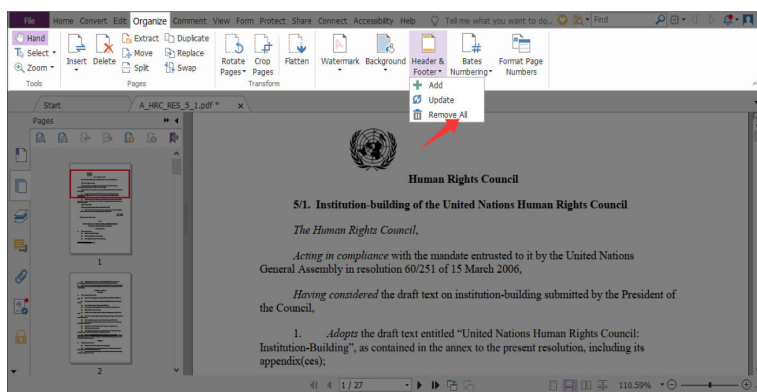 File Home Convert Edit Organize Comment View Form Protect Share Connect Accessibility Help Tell me what you want to do.. Find
Hand
Select
Zoom
Tools
Insert Delete
Extract Duplicate
Move Replace
Split Swap
Pages
Rotate Pages
Crop Pages
Flatten
Transform
Watermark Background Header & Footer
Bates Numbering
Format Page Numbers
Add
Update
Remove All
Start A_HRC_RES_5_1.pdf * x
Pages
1
2
Human Rights Council
5/1. Institution-building of the United Nations Human Rights Council
The Human Rights Council,
Acting in compliance with the mandate entrusted to it by the United Nations
General Assembly in resolution 60/251 of 15 March 2006,
Having considered the draft text on institution-building submitted by the President of
the Council,
1. Adopts the draft text entitled “United Nations Human Rights Council:
Institution-Building”, as contained in the annex to the present resolution, including its
appendix(ces);
1 / 27
110.59%